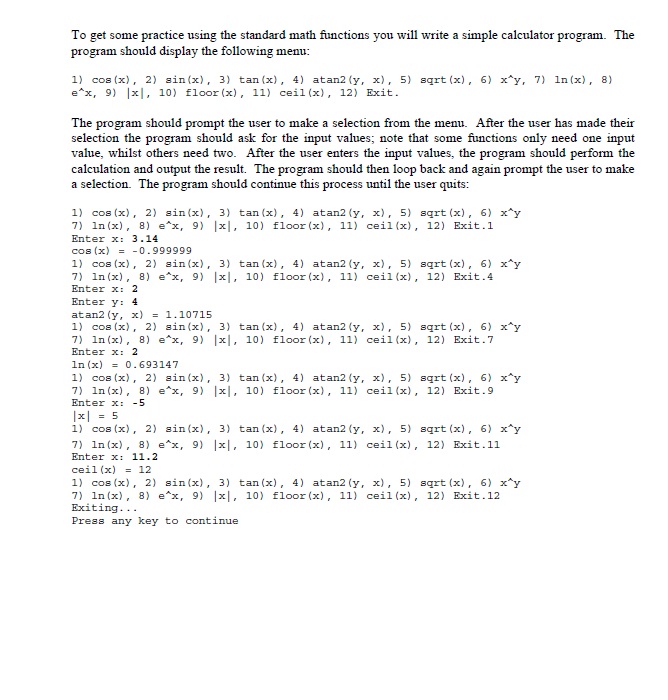 To get some practice using the standard math functions you will write a simple calculator program. The
program should display the following menu:
1) cos(x), 2) sin(x), 3) tan(x), 4) atan2(y, x), 5) sqrt(x), 6) x^y, 7) ln(x), 8)
e^x, 9) |x|, 10) floor(x), 11) ceil(x), 12) Exit.
The program should prompt the user to make a selection from the menu. After the user has made their
selection the program should ask for the input values; note that some functions only need one input
value, whilst others need two. After the user enters the input values, the program should perform the
calculation and output the result. The program should then loop back and again prompt the user to make
a selection. The program should continue this process until the user quits:
1) cos(x), 2) sin(x), 3) tan(x), 4) atan2(y, x), 5) sqrt(x), 6) x^y
7) ln(x), 8) e^x, 9) |x|, 10) floor(x), 11) ceil(x), 12) Exit.1
Enter x: 3.14
cos(x) = -0.999999
1) cos(x), 2) sin(x), 3) tan(x), 4) atan2(y, x), 5) sqrt(x), 6) x^y
7) ln(x), 8) e^x, 9) |x|, 10) floor(x), 11) ceil(x), 12) Exit.4
Enter x: 2
Enter y: 4
atan2(y, x) = 1.10715
1) cos(x), 2) sin(x), 3) tan(x), 4) atan2(y, x), 5) sqrt(x), 6) x^y
7) ln(x), 8) e^x, 9) |x|, 10) floor(x), 11) ceil(x), 12) Exit.7
Enter x: 2
ln(x) = 0.693147
1) cos(x), 2) sin(x), 3) tan(x), 4) atan2(y, x), 5) sqrt(x), 6) x^y
7) ln(x), 8) e^x, 9) |x|, 10) floor(x), 11) ceil(x), 12) Exit.9
Enter x: -5
|x| = 5
1) cos(x), 2) sin(x), 3) tan(x), 4) atan2(y, x), 5) sqrt(x), 6) x^y
7) ln(x), 8) e^x, 9) |x|, 10) floor(x), 11) ceil(x), 12) Exit.11
Enter x: 11.2
ceil(x) = 12
1) cos(x), 2) sin(x), 3) tan(x), 4) atan2(y, x), 5) sqrt(x), 6) x^y
7) ln(x), 8) e^x, 9) |x|, 10) floor(x), 11) ceil(x), 12) Exit.12
Exiting...
Press any key to continue